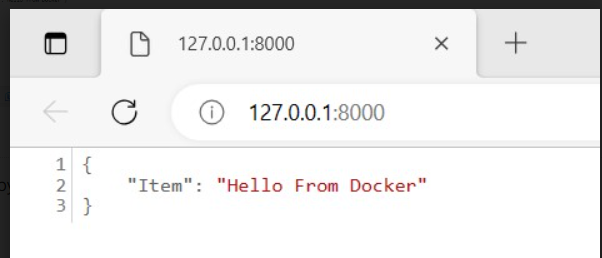 127.0.0.1:8000
127.0.0.1:8000
1 {
2 "Item": "Hello From Docker"
3 }